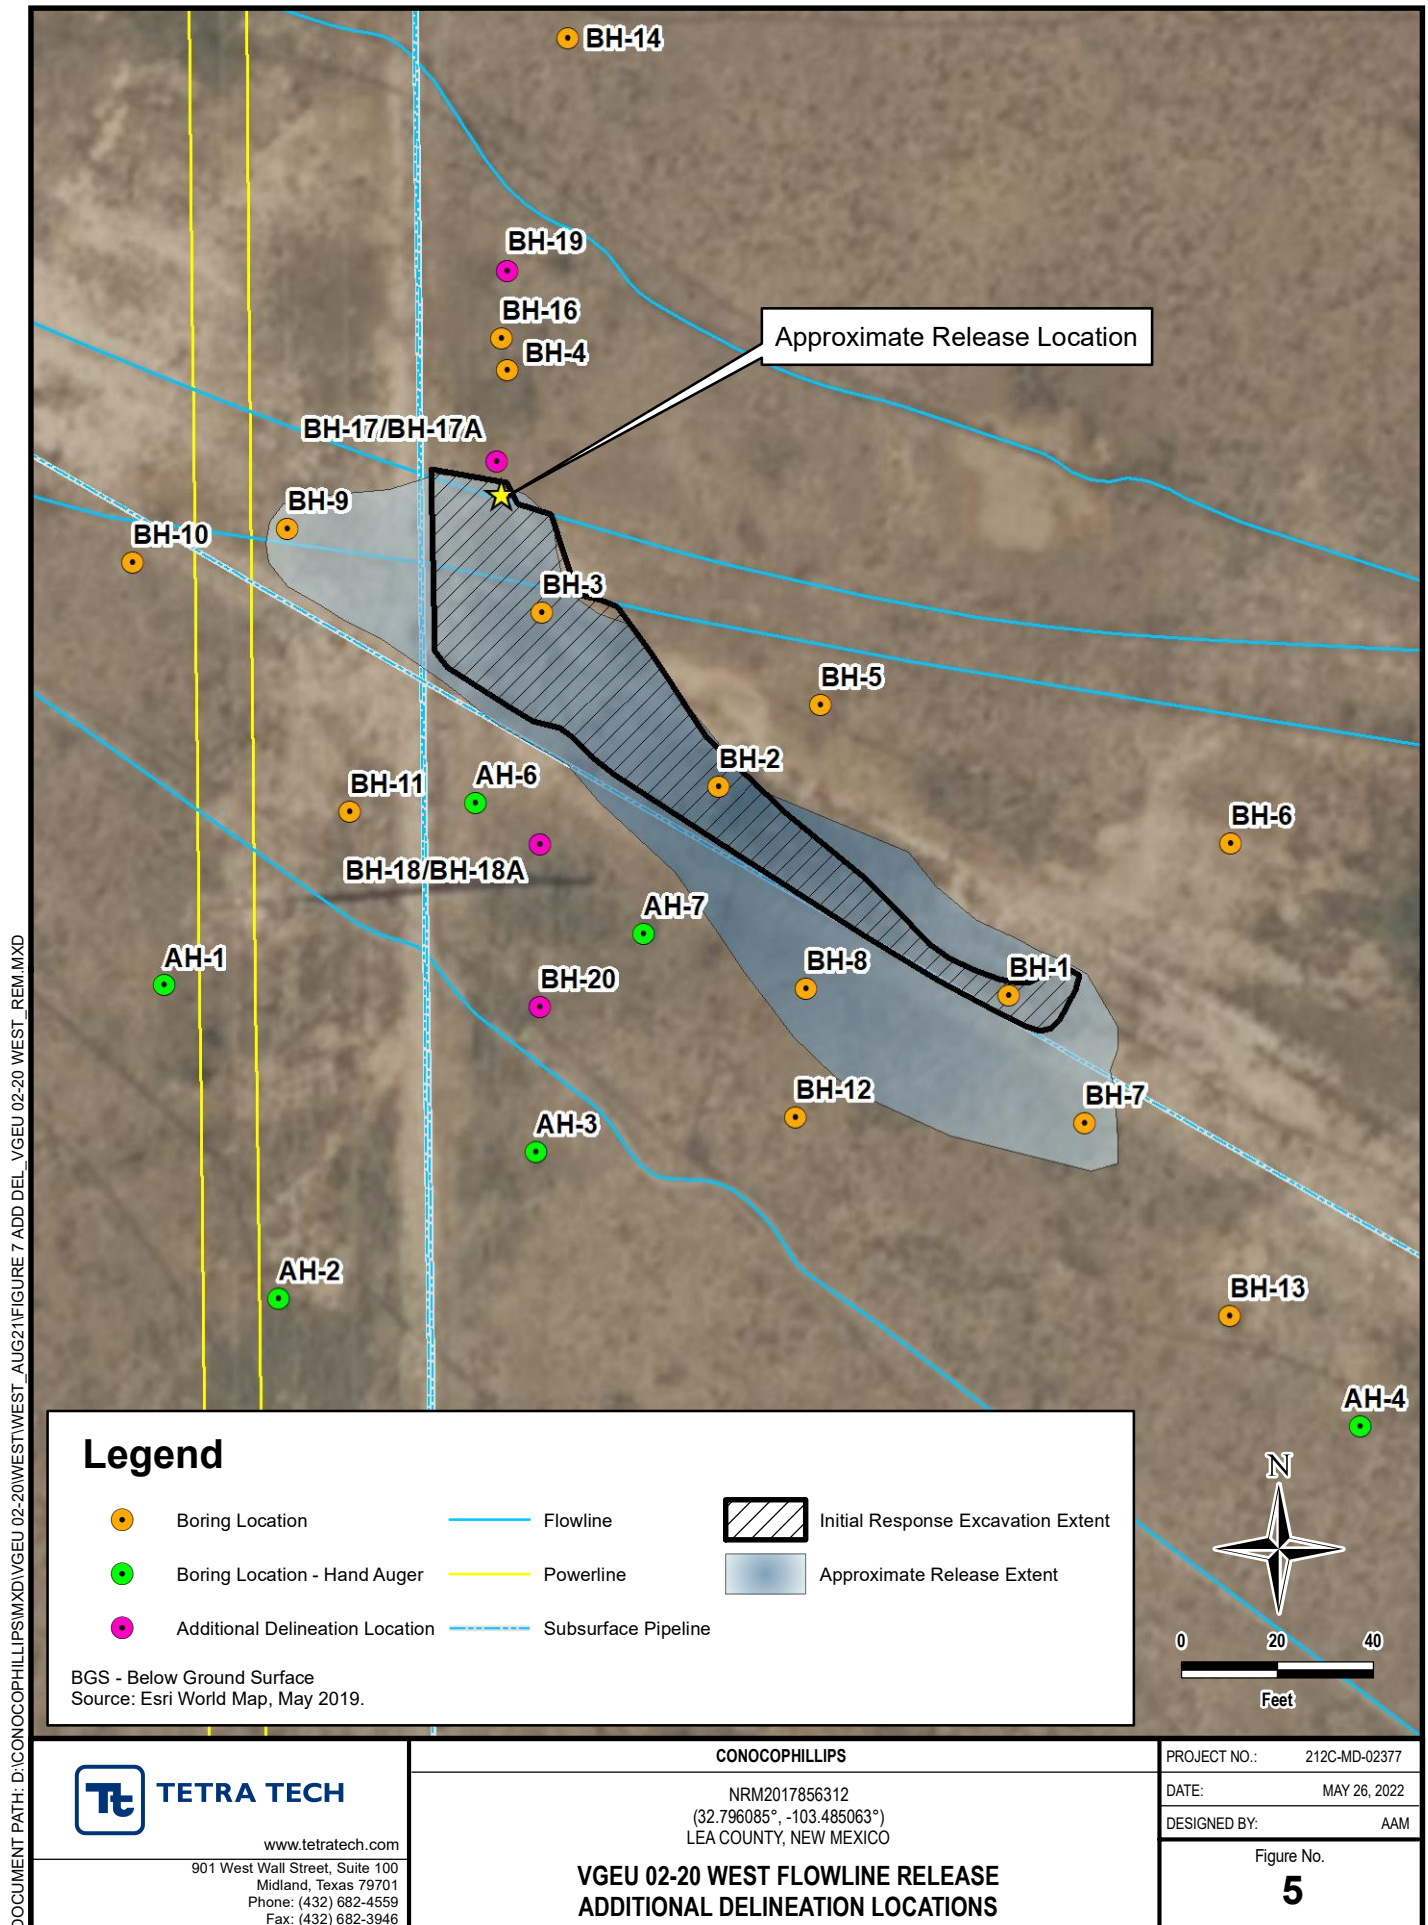 BH-14
BH-19
BH-16
BH-4
Approximate Release Location
BH-17/BH-17A
BH-9
BH-10
BH-3
BH-5
BH-2
BH-11
AH-6
BH-6
BH-18/BH-18A
AH-7
AH-1
BH-8
BH-1
BH-20
BH-12
BH-7
AH-3
AH-2
BH-13
AH-4
Legend
Boring Location
Boring Location - Hand Auger
Additional Delineation Location
Flowline
Powerline
Subsurface Pipeline
Initial Response Excavation Extent
Approximate Release Extent
BGS - Below Ground Surface
Source: Esri World Map, May 2019.
N
0 20 40
Feet
DOCUMENT PATH: D:\CONOCOPHILLIPS\MXD\VGEU 02-20\WEST\WEST_AUG21\FIGURE 7 ADD DEL_VGEU 02-20 WEST_REM.MXD
Tt TETRA TECH
www.tetratech.com
901 West Wall Street, Suite 100
Midland, Texas 79701
Phone: (432) 682-4559
Fax: (432) 682-3946
CONOCOPHILLIPS
NRM2017856312
(32.796085°, -103.485063°)
LEA COUNTY, NEW MEXICO
VGEU 02-20 WEST FLOWLINE RELEASE
ADDITIONAL DELINEATION LOCATIONS
PROJECT NO.: 212C-MD-02377
DATE: MAY 26, 2022
DESIGNED BY: AAM
Figure No.
5